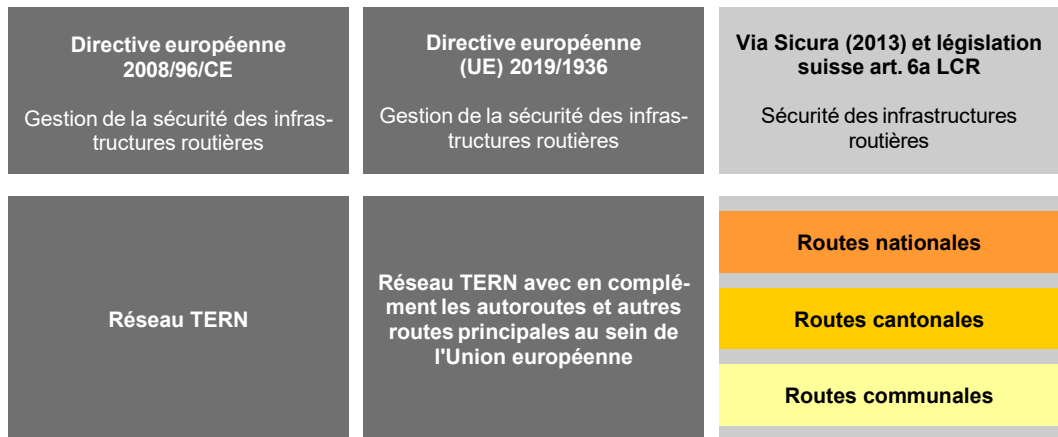 Directive européenne
2008/96/CE
Gestion de la sécurité des infras-
tructures routières
Directive européenne
(UE) 2019/1936
Gestion de la sécurité des infras-
tructures routières
Via Sicura (2013) et législation
suisse art. 6a LCR
Sécurité des infrastructures
routières
Réseau TERN
Réseau TERN avec en complé-
ment les autoroutes et autres
routes principales au sein de
l'Union européenne
Routes nationales
Routes cantonales
Routes communales